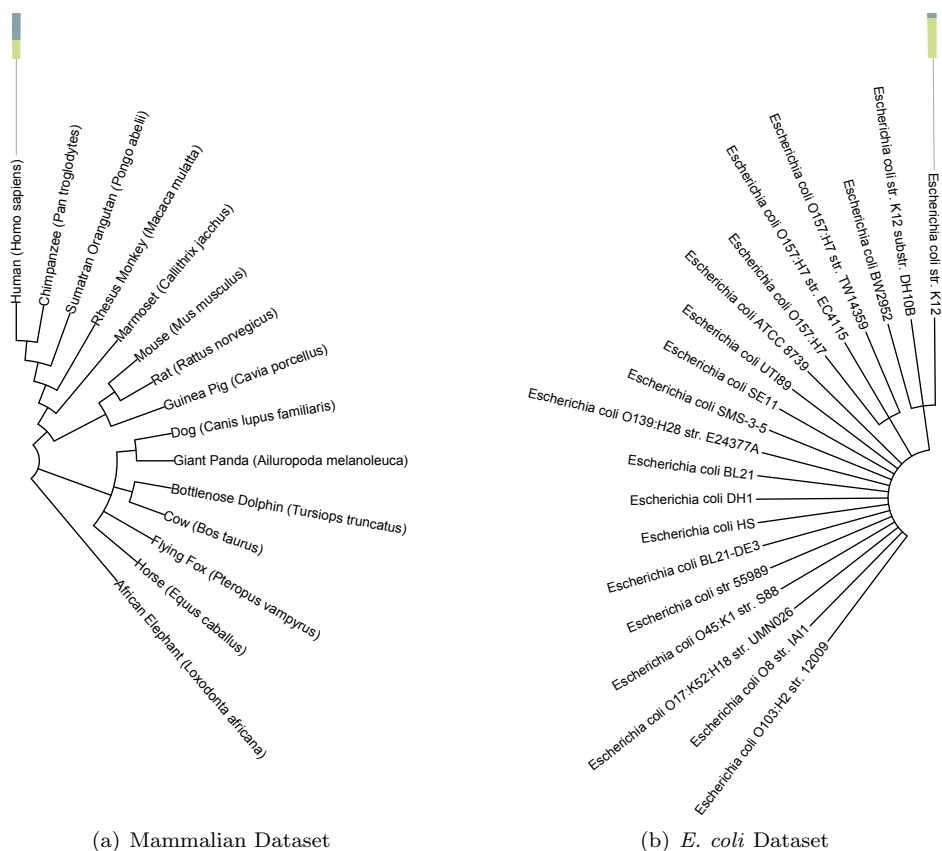 Human (Homo sapiens)
Chimpanzee (Pan troglodytes)
Sumatran Orangutan (Pongo abelii)
Rhesus Monkey (Macaca mulatta)
Marmoset (Callithrix jacchus)
Mouse (Mus musculus)
Rat (Rattus norvegicus)
Guinea Pig (Cavia porcellus)
Dog (Canis lupus familiaris)
Giant Panda (Ailuropoda melanoleuca)
Bottlenose Dolphin (Tursiops truncatus)
Cow (Bos taurus)
Flying Fox (Pteropus vampyrus)
Horse (Equus caballus)
African Elephant (Loxodonta africana)
(a) Mammalian Dataset
Escherichia coli str. K12
Escherichia coli str. K12 substr. DH10B
Escherichia coli BW2952
Escherichia coli O157:H7 str. TW14359
Escherichia coli O157:H7 str. EC4115
Escherichia coli O157:H7
Escherichia coli ATCC 8739
Escherichia coli UTI89
Escherichia coli SE11
Escherichia coli SMS-3-5
Escherichia coli O139:H28 str. E24377A
Escherichia coli BL21
Escherichia coli DH1
Escherichia coli HS
Escherichia coli BL21-DE3
Escherichia coli str 55989
Escherichia coli O45:K1 str. S88
Escherichia coli O17:K52:H18 str. UMN026
Escherichia coli O8 str. IAI1
Escherichia coli O103:H2 str. 12009
(b) E. coli Dataset